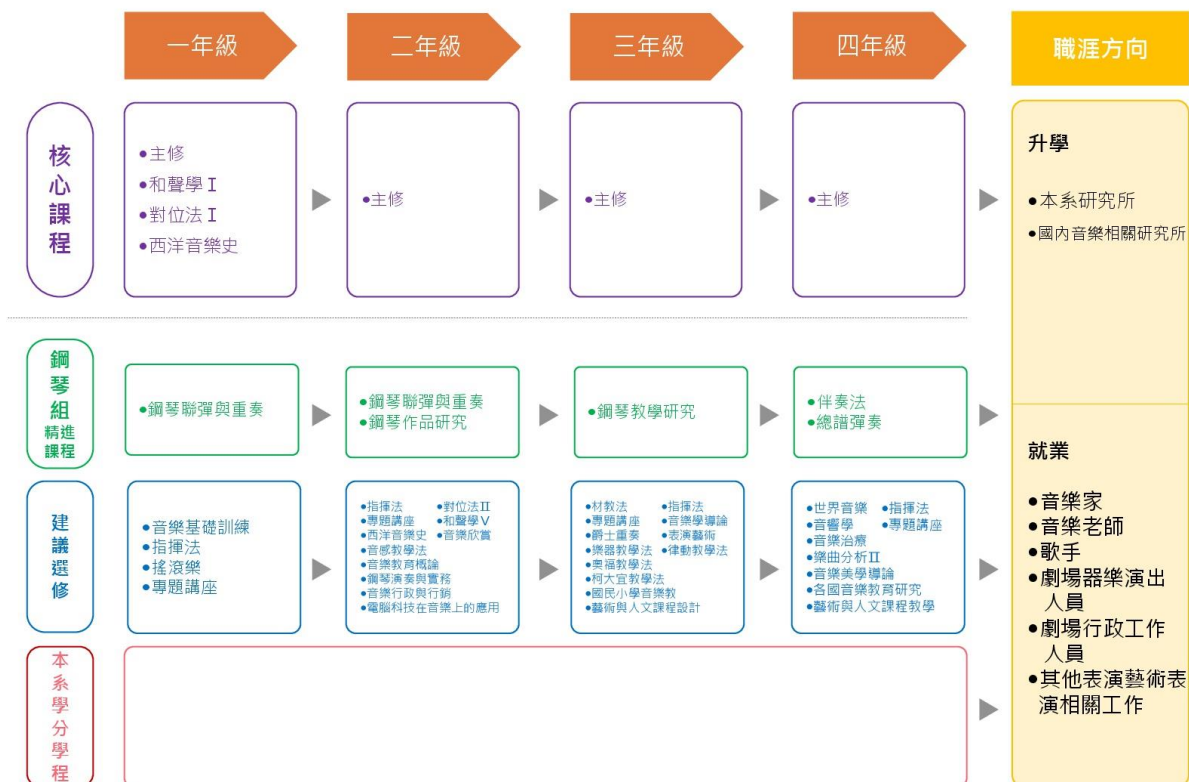 一年級
二年級
三年級
四年級
職涯方向
核心課程
●主修
●和聲學 I
●對位法 I
●西洋音樂史
●主修
●主修
●主修
升學
●本系研究所
●國內音樂相關研究所
鋼琴組
精進
課程
●鋼琴聯彈與重奏
●鋼琴聯彈與重奏
●鋼琴作品研究
●鋼琴教學研究
●伴奏法
●總譜彈奏
建議選修
●音樂基礎訓練
●指揮法
●搖滾樂
●專題講座
●指揮法 ●對位法II
●專題講座 ●和聲學V
●西洋音樂史 ●音樂欣賞
●音感教學法
●音樂教育概論
●鋼琴演奏與實務
●音樂行政與行銷
●電腦科技在音樂上的應用
●材教法 ●指揮法
●專題講座 ●音樂學導論
●爵士重奏 ●表演藝術
●樂器教學法 ●律動教學法
●奧福教學法
●柯大宜教學法
●國民小學音樂教
●藝術與人文課程設計
●世界音樂 ●指揮法
●音響學 ●專題講座
●音樂治療
●樂曲分析II
●音樂美學導論
●各國音樂教育研究
●藝術與人文課程教學
就業
●音樂家
●音樂老師
●歌手
●劇場器樂演出
人員
●劇場行政工作
人員
●其他表演藝術表
演相關工作
本系學分學程